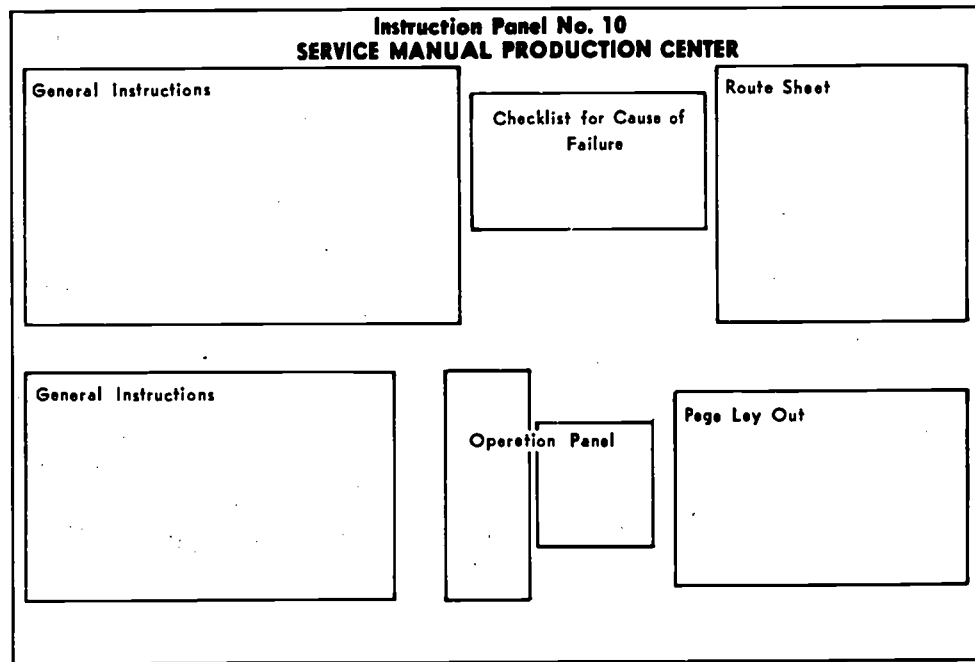 Instruction Panel No. 10
SERVICE MANUAL PRODUCTION CENTER
General Instructions
Checklist for Cause of
Failure
Route Sheet
General Instructions
Operation Panel
Page Lay Out